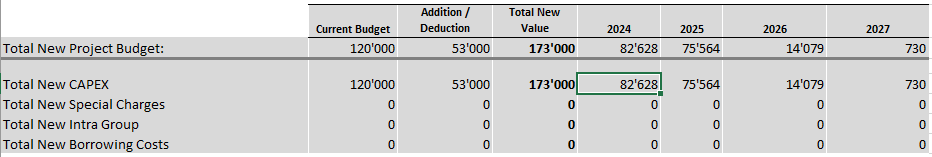 Current Budget Addition / Deduction Total New Value 2024 2025 2026 2027
Total New Project Budget: 120'000 53'000 173'000 82'628 75'564 14'079 730
Total New CAPEX 120'000 53'000 173'000 82'628 75'564 14'079 730
Total New Special Charges 0 0 0 0 0 0 0
Total New Intra Group 0 0 0 0 0 0 0
Total New Borrowing Costs 0 0 0 0 0 0 0